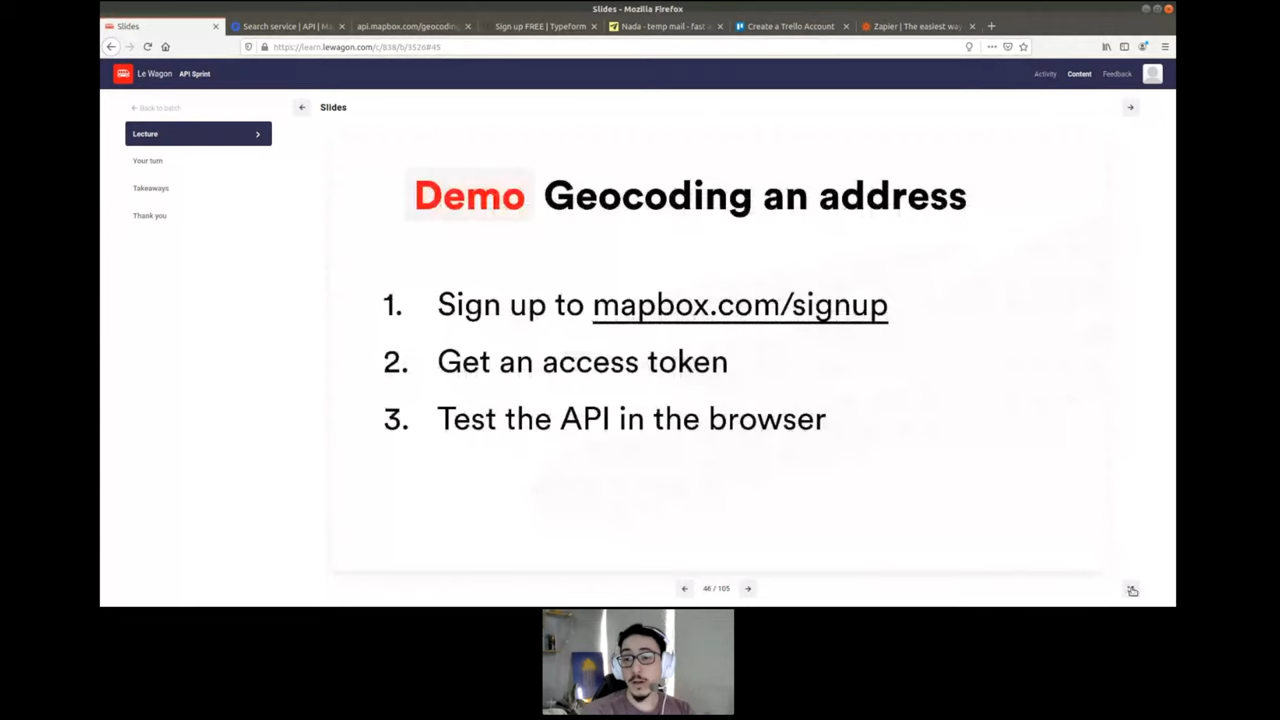 Slides - Mozilla Firefox
Slides
Search service | API | M
api.mapbox.com/geocoding
Sign up FREE | Typeform
Nada - temp mail - fast
Create a Trello Account
Zapier | The easiest way
https://learn.lewagon.com/c/838/b/3526#45
Le Wagon API Sprint
Activity Content Feedback
Back to batch
Slides
Lecture
Your turn
Takeaways
Thank you
Demo Geocoding an address
1. Sign up to mapbox.com/signup
2. Get an access token
3. Test the API in the browser
46 / 105